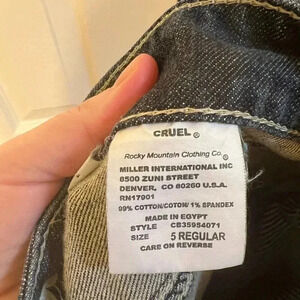 CRUEL®
Rocky Mountain Clothing Co.®
MILLER INTERNATIONAL INC
8500 ZUNI STREET
DENVER, CO 80260 U.S.A.
RN17901
99% COTTON/COTON/1% SPANDEX
MADE IN EGYPT
STYLE CB35954071
SIZE 5 REGULAR
CARE ON REVERSE